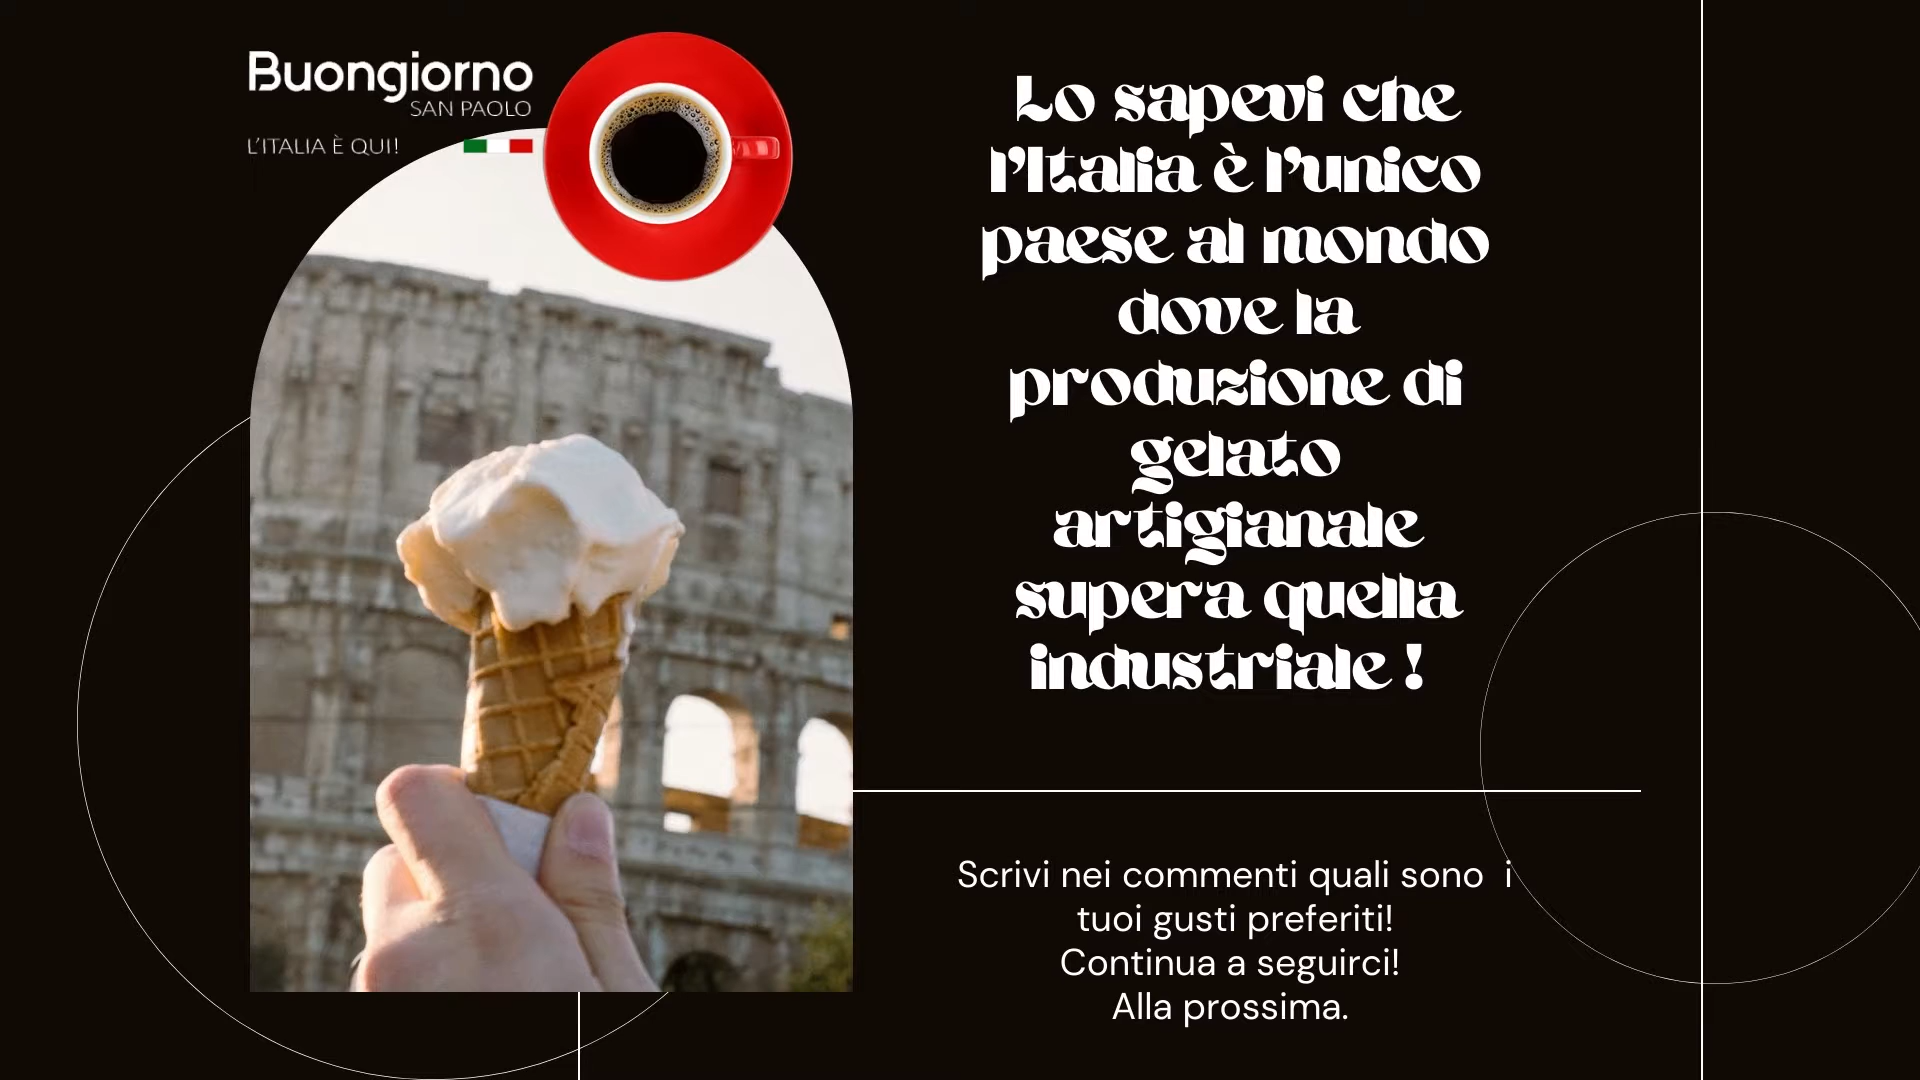 Buongiorno
SAN PAOLO
L'ITALIA È QUI!
Lo sapevi che
l'Italia è l'unico
paese al mondo
dove la
produzione di
gelato
artigianale
supera quella
industriale !
Scrivi nei commenti quali sono i
tuoi gusti preferiti!
Continua a seguirci!
Alla prossima.